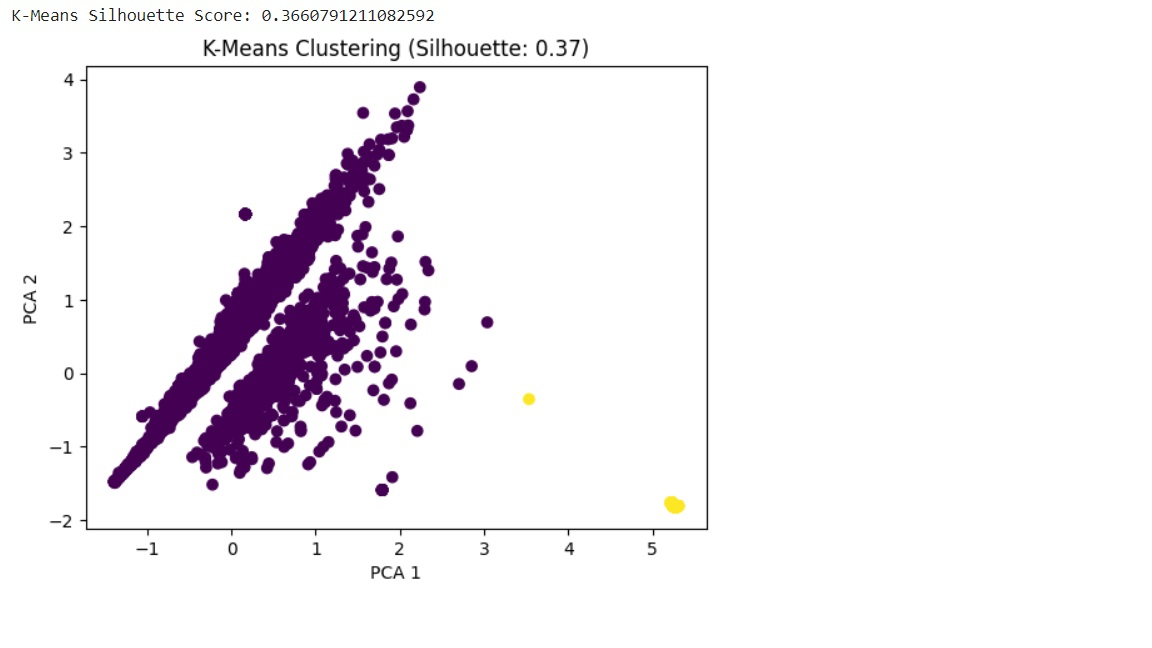 K-Means Silhouette Score: 0.3660791211082592
K-Means Clustering (Silhouette: 0.37)
4
3
2
1
0
−1
−2
PCA 2
−1 0 1 2 3 4 5
PCA 1